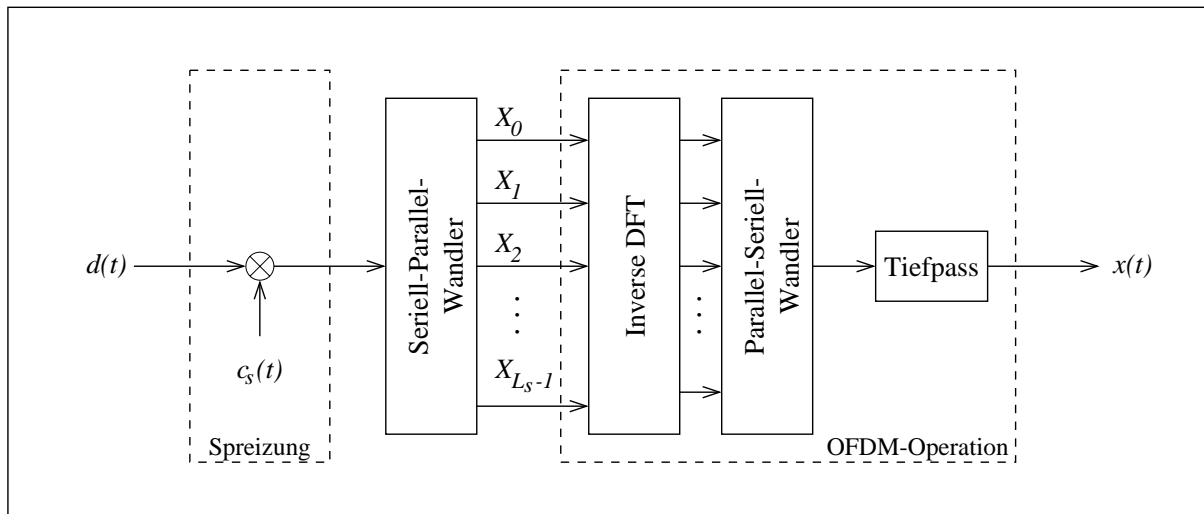 d(t)
c_s(t)
Spreizung
Seriell-Parallel-
Wandler
X_0
X_1
X_2
. . .
X_{L_s-1}
Inverse DFT
. . .
Parallel-Seriell-
Wandler
Tiefpass
x(t)
OFDM-Operation